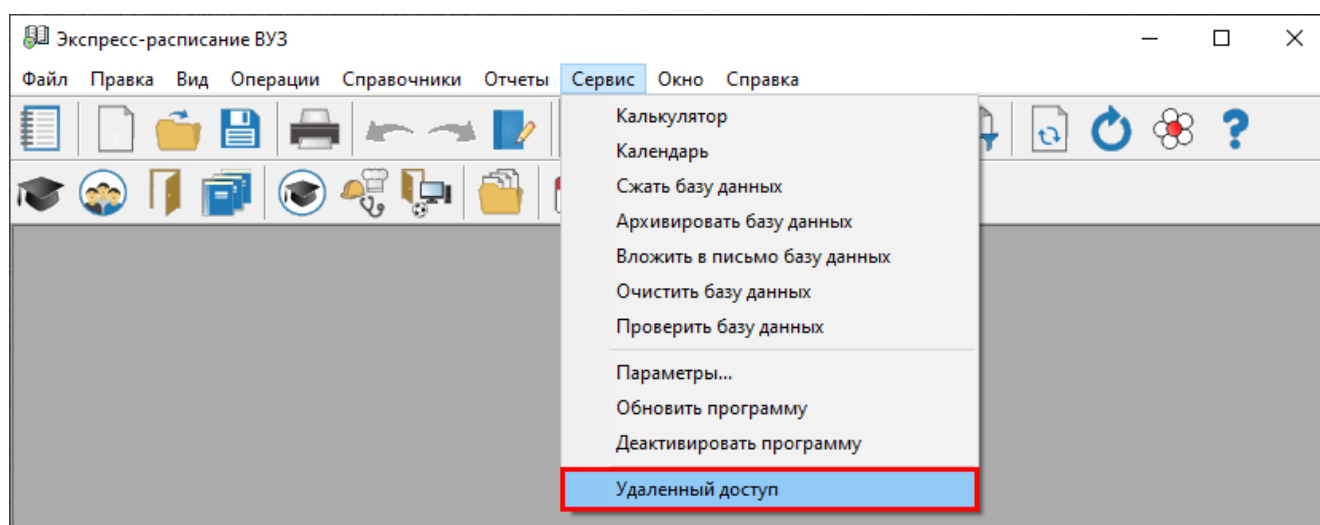 Экспресс-расписание ВУЗ
Файл Правка Вид Операции Справочники Отчеты Сервис Окно Справка
Калькулятор
Календарь
Сжать базу данных
Архивировать базу данных
Вложить в письмо базу данных
Очистить базу данных
Проверить базу данных
Параметры...
Обновить программу
Деактивировать программу
Удаленный доступ